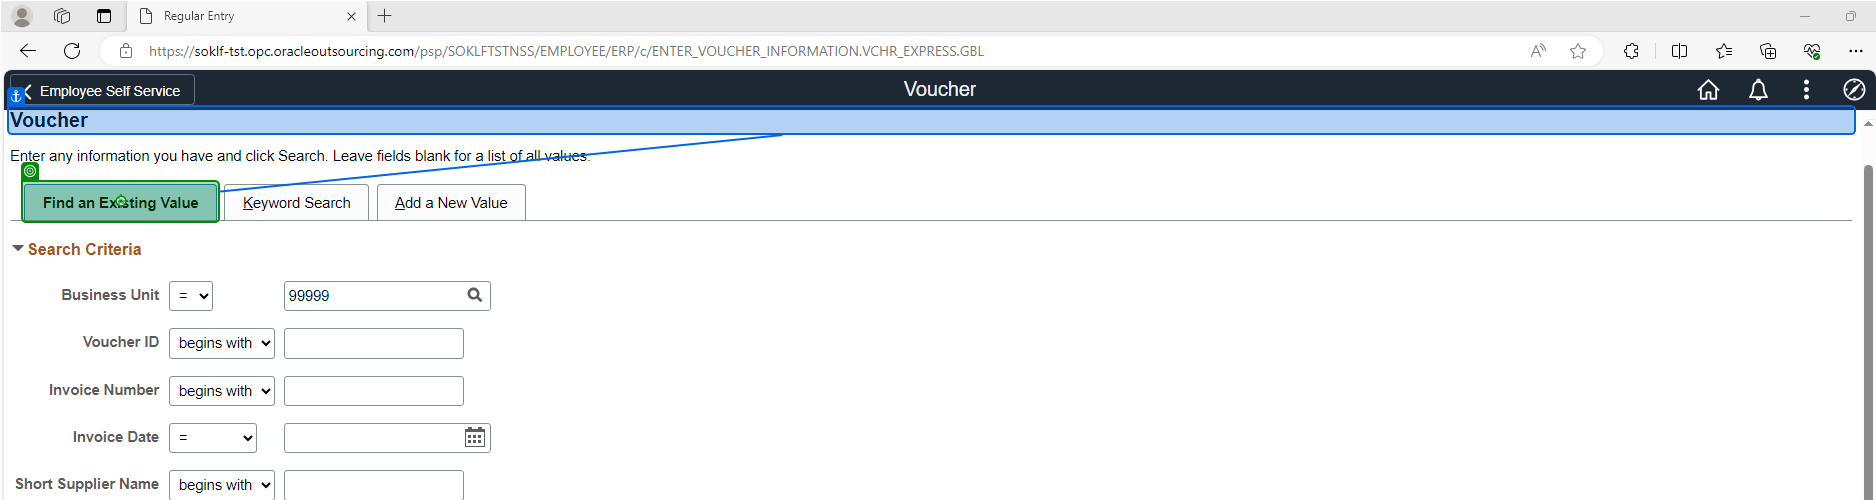 Regular Entry
https://soklf-tst.opc.oracleoutsourcing.com/psp/SOKLFTSTNSS/EMPLOYEE/ERP/c/ENTER_VOUCHER_INFORMATION.VCHR_EXPRESS.GBL
Employee Self Service
Voucher
Voucher
Enter any information you have and click Search. Leave fields blank for a list of all values.
Find an Existing Value Keyword Search Add a New Value
Search Criteria
Business Unit = 99999
Voucher ID begins with
Invoice Number begins with
Invoice Date =
Short Supplier Name begins with